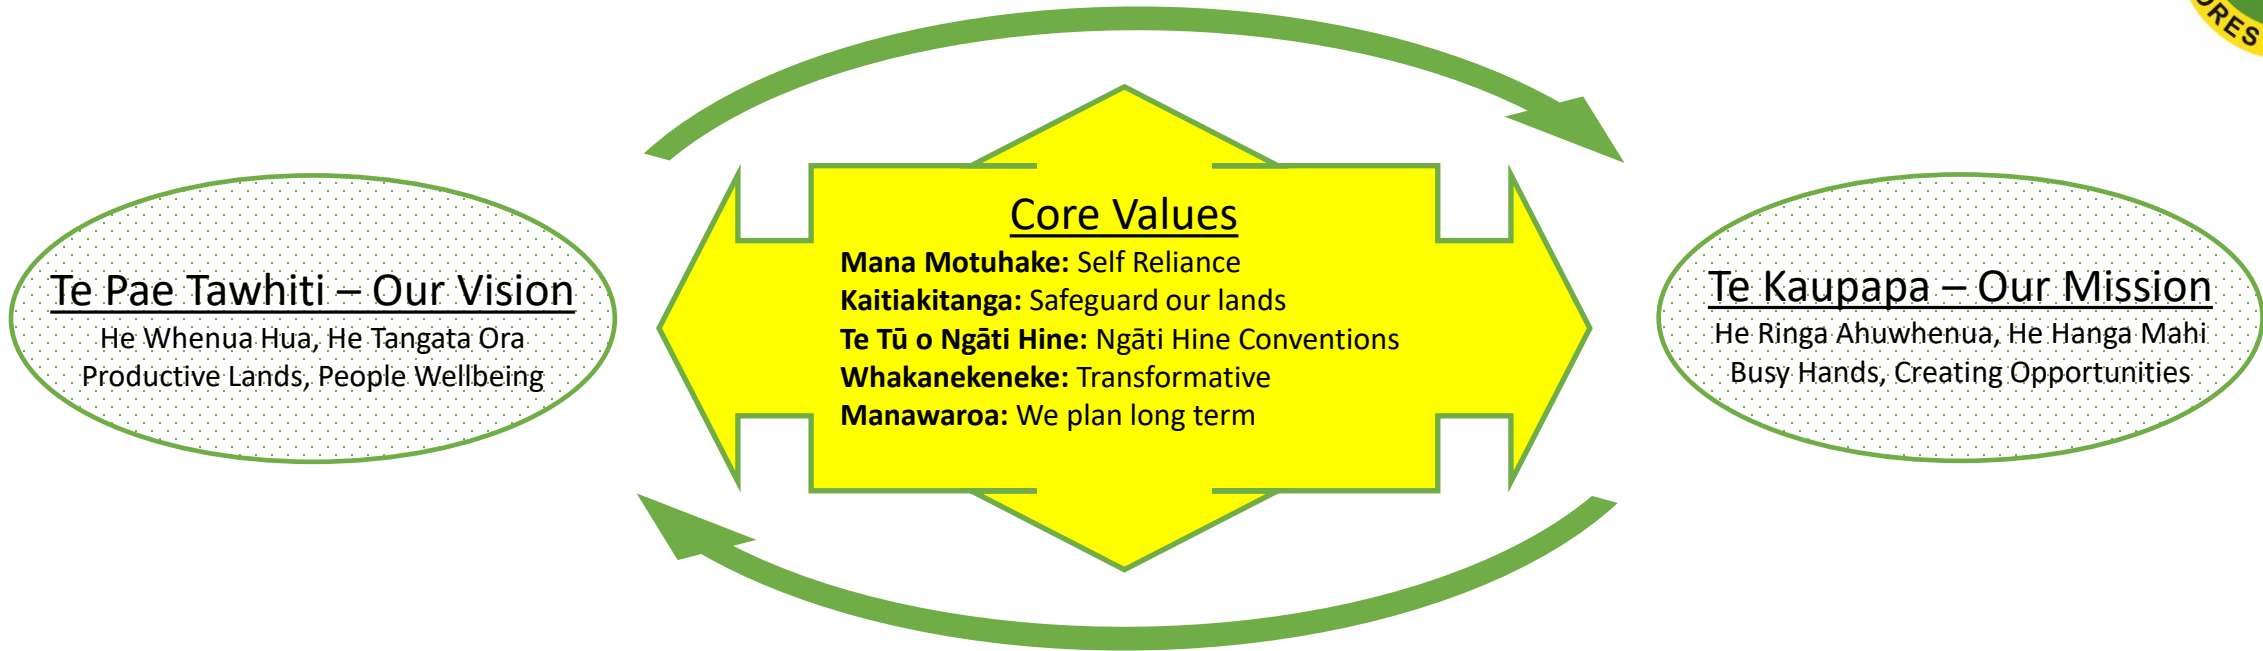 Te Pae Tawhiti – Our Vision
He Whenua Hua, He Tangata Ora
Productive Lands, People Wellbeing
Core Values
Mana Motuhake: Self Reliance
Kaitiakitanga: Safeguard our lands
Te Tū o Ngāti Hine: Ngāti Hine Conventions
Whakanekeneke: Transformative
Manawaroa: We plan long term
Te Kaupapa – Our Mission
He Ringa Ahuwhenua, He Hanga Mahi
Busy Hands, Creating Opportunities